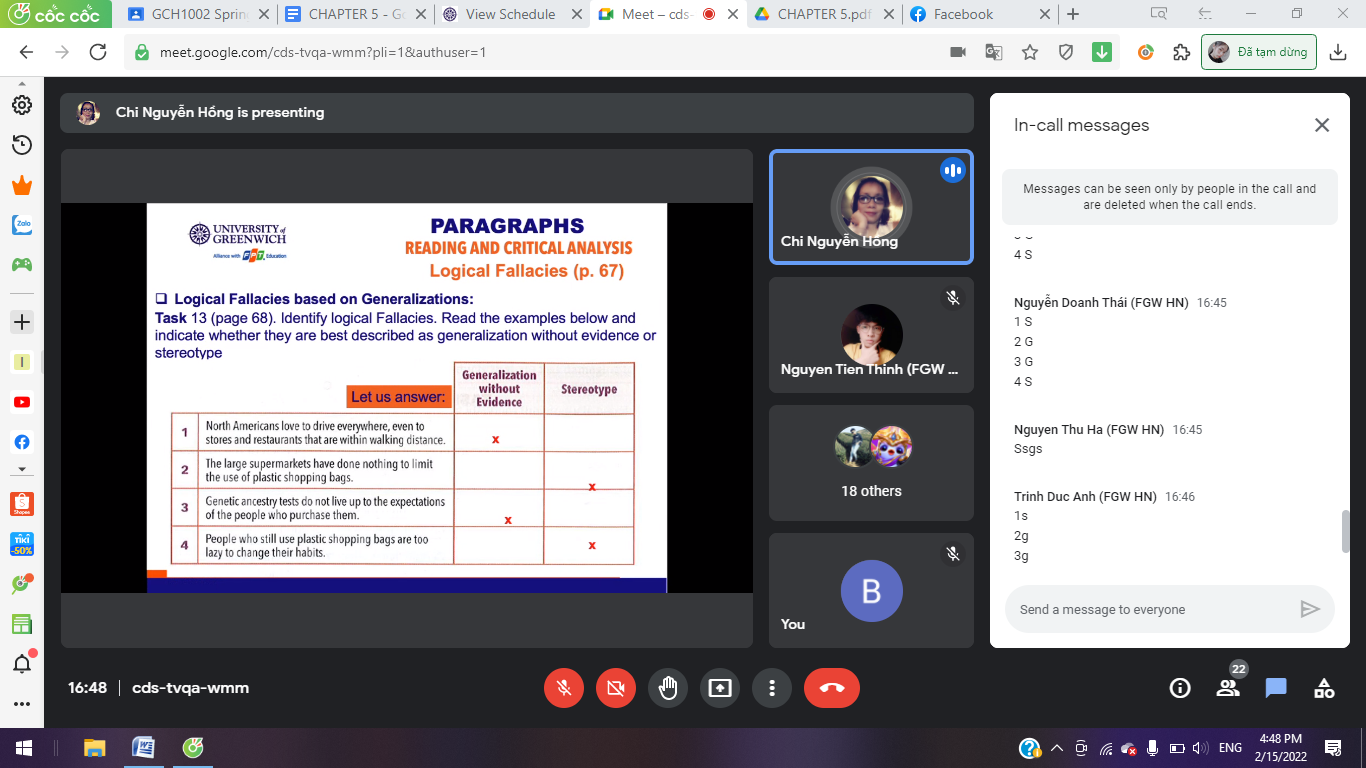 cốc cốc
GCH1002 Sprin
CHAPTER 5 - Go
View Schedule
Meet – cds-
CHAPTER 5.pdf
Facebook
meet.google.com/cds-tvqa-wmm?pli=1&authuser=1
Đã tạm dừng
Chi Nguyễn Hồng is presenting
UNIVERSITY of
GREENWICH
Alliance with FPT Education
PARAGRAPHS
READING AND CRITICAL ANALYSIS
Logical Fallacies (p. 67)
Logical Fallacies based on Generalizations:
Task 13 (page 68). Identify logical Fallacies. Read the examples below and
indicate whether they are best described as generalization without evidence or
stereotype
Let us answer:
Generalization
without
Evidence
Stereotype
1
North Americans love to drive everywhere, even to
stores and restaurants that are within walking distance.
x
2
The large supermarkets have done nothing to limit
the use of plastic shopping bags.
x
3
Genetic ancestry tests do not live up to the expectations
of the people who purchase them.
x
4
People who still use plastic shopping bags are too
lazy to change their habits.
x
Chi Nguyễn Hồng
Nguyen Tien Thinh (FGW ...
18 others
B
You
In-call messages
Messages can be seen only by people in the call and
are deleted when the call ends.
4 S
Nguyễn Doanh Thái (FGW HN) 16:45
1 S
2 G
3 G
4 S
Nguyen Thu Ha (FGW HN) 16:45
Ssgs
Trinh Duc Anh (FGW HN) 16:46
1s
2g
3g
Send a message to everyone
16:48 | cds-tvqa-wmm
22
Zalo
I
Shopee
TIKI
-50%
ENG
4:48 PM
2/15/2022